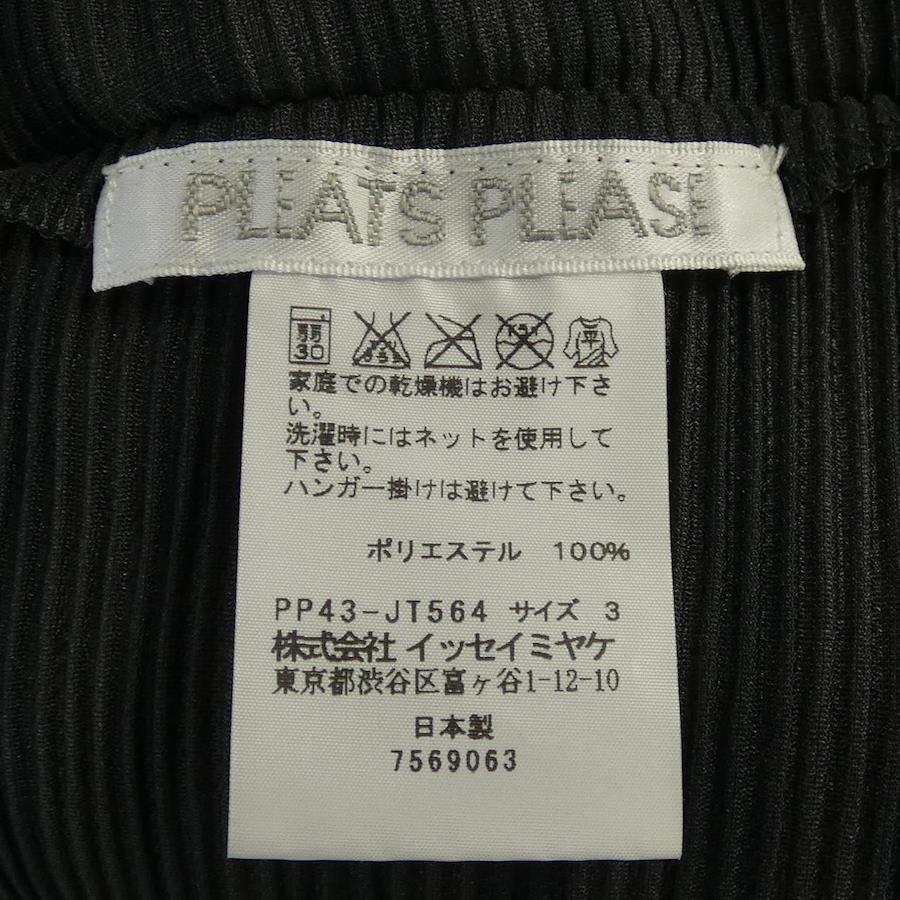 PLEATS PLEASE
弱
30
平
家庭での乾燥機はお避け下さ
い。
洗濯時にはネットを使用して
下さい。
ハンガー掛けは避けて下さい。
ポリエステル 100%
PP43-JT564 サイズ 3
株式会社 イッセイミヤケ
東京都渋谷区富ヶ谷1-12-10
日本製
7569063